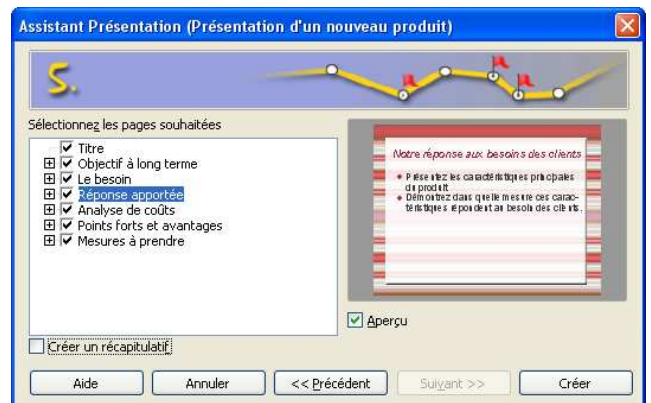 Assistant Présentation (Présentation d'un nouveau produit)
S.
Sélectionnez les pages souhaitées
Titre
Objectif à long terme
Le besoin
Réponse apportée
Analyse de coûts
Points forts et avantages
Mesures à prendre
Notre réponse aux besoins des clients
• Présentez les caractéristiques principales
du produit
• Démontrez dans quelle mesure ces carac-
téristiques répondent au besoin des clients.
Aperçu
Créer un récapitulatif
Aide
Annuler
<< Précédent
Suivant >>
Créer